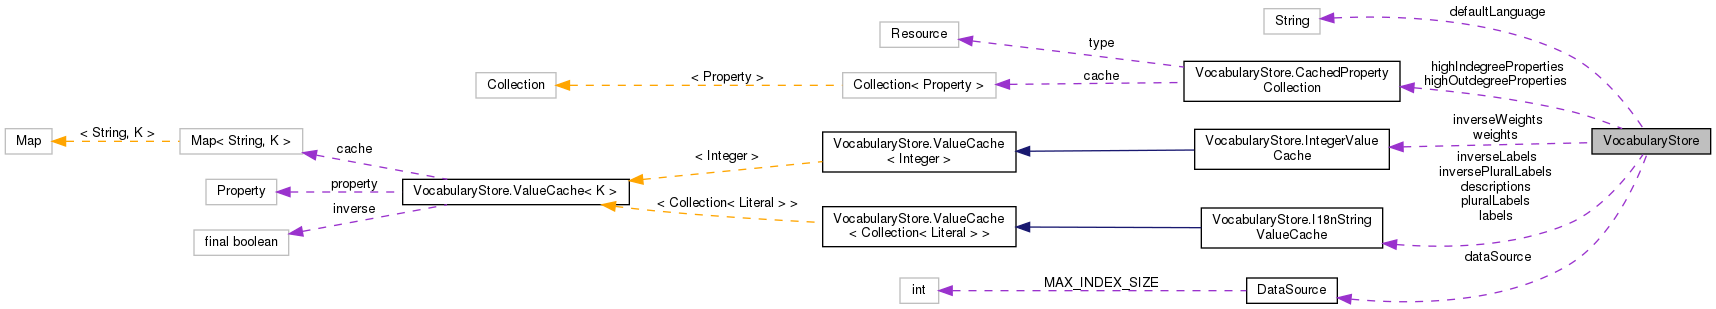 defaultLanguage
String
Resource
type
highIndegreeProperties
highOutdegreeProperties
< Property >
cache
Collection
Collection< Property >
VocabularyStore.CachedProperty
Collection
< String, K >
Map
Map< String, K >
cache
< Integer >
VocabularyStore.ValueCache
< Integer >
VocabularyStore.IntegerValue
Cache
inverseWeights
weights
VocabularyStore
property
Property
VocabularyStore.ValueCache< K >
inverse
final boolean
< Collection< Literal > >
VocabularyStore.ValueCache
< Collection< Literal > >
VocabularyStore.I18nString
ValueCache
inverseLabels
inversePluralLabels
descriptions
pluralLabels
labels
dataSource
int
MAX_INDEX_SIZE
DataSource